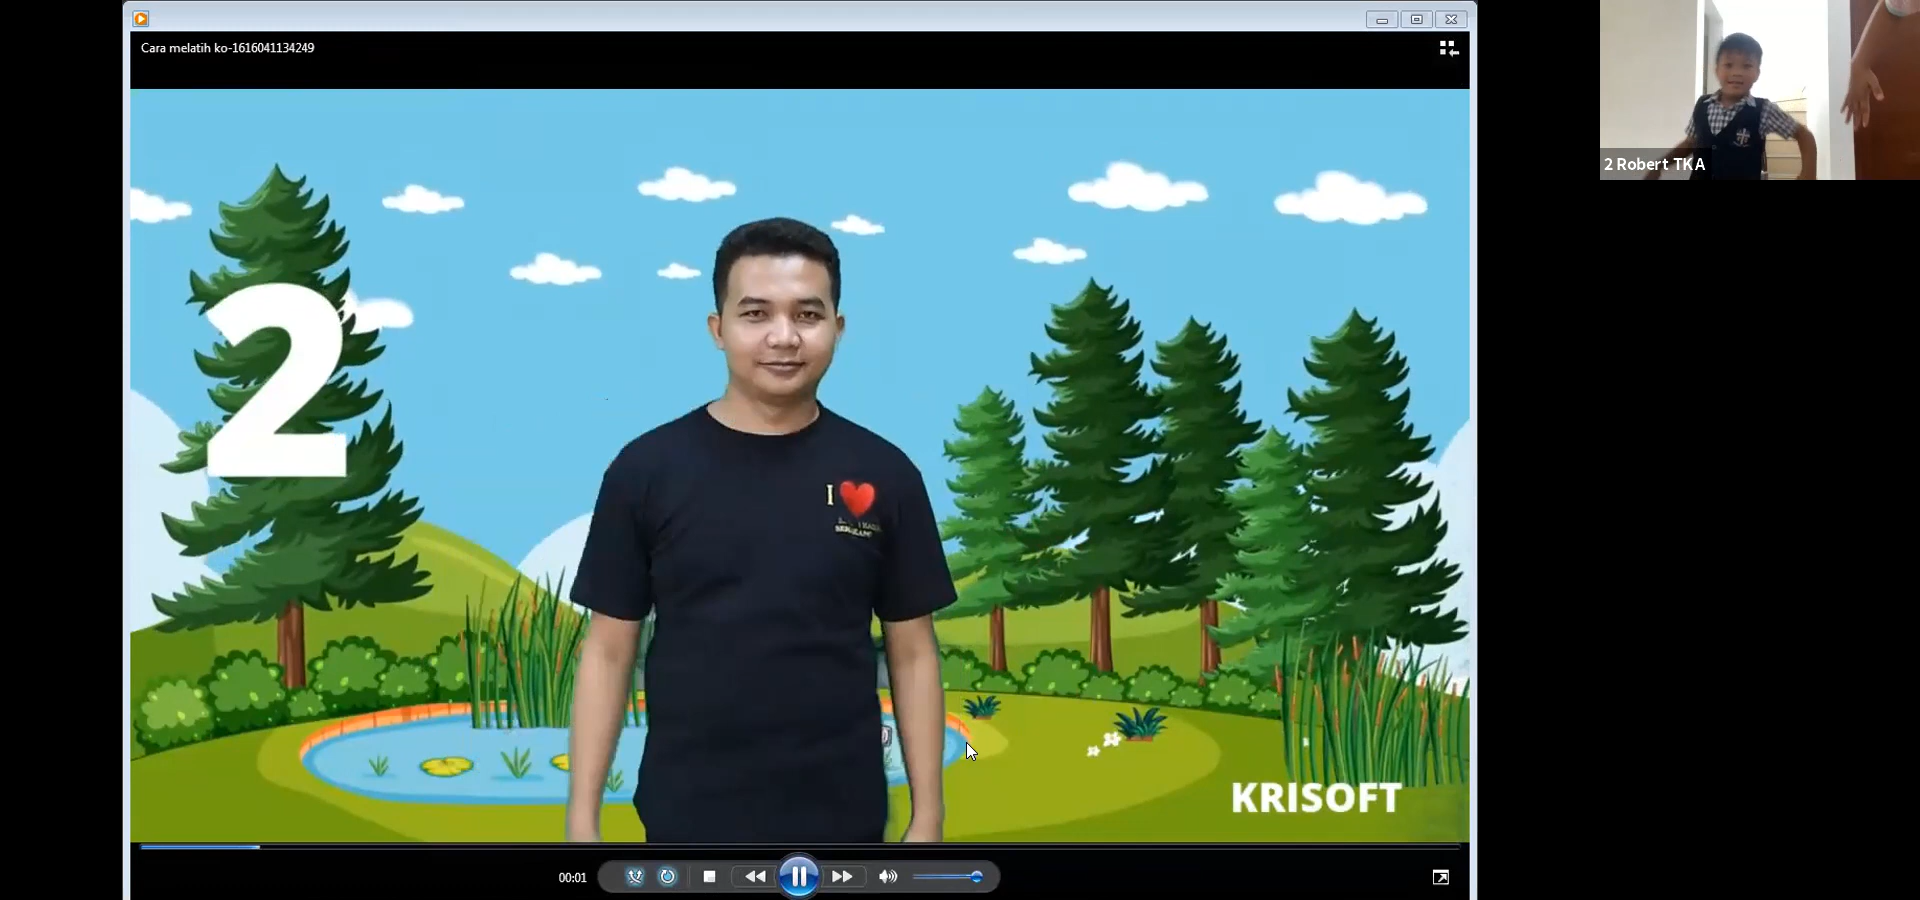 Cara melatih ko-1616041134249
2 Robert TKA
2
I
KRISOFT
00:01